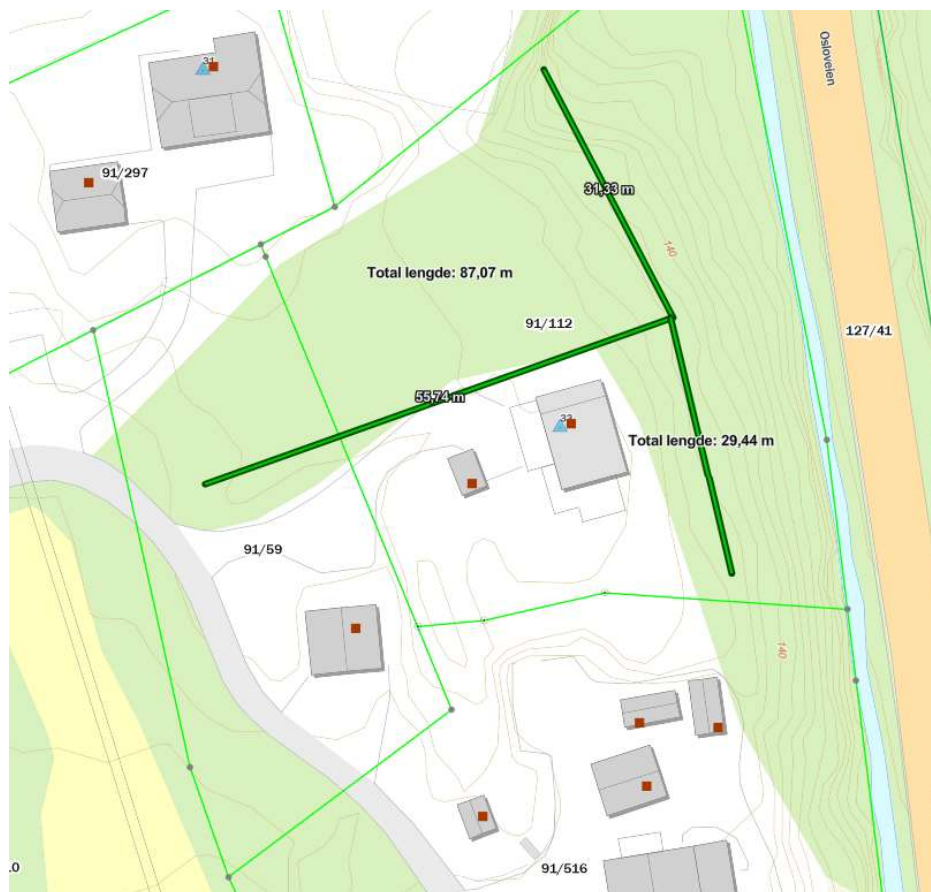 Osloveien
31
91/297
31,33 m
140
Total lengde: 87,07 m
91/112
127/41
55,74 m
33
Total lengde: 29,44 m
91/59
140
91/516